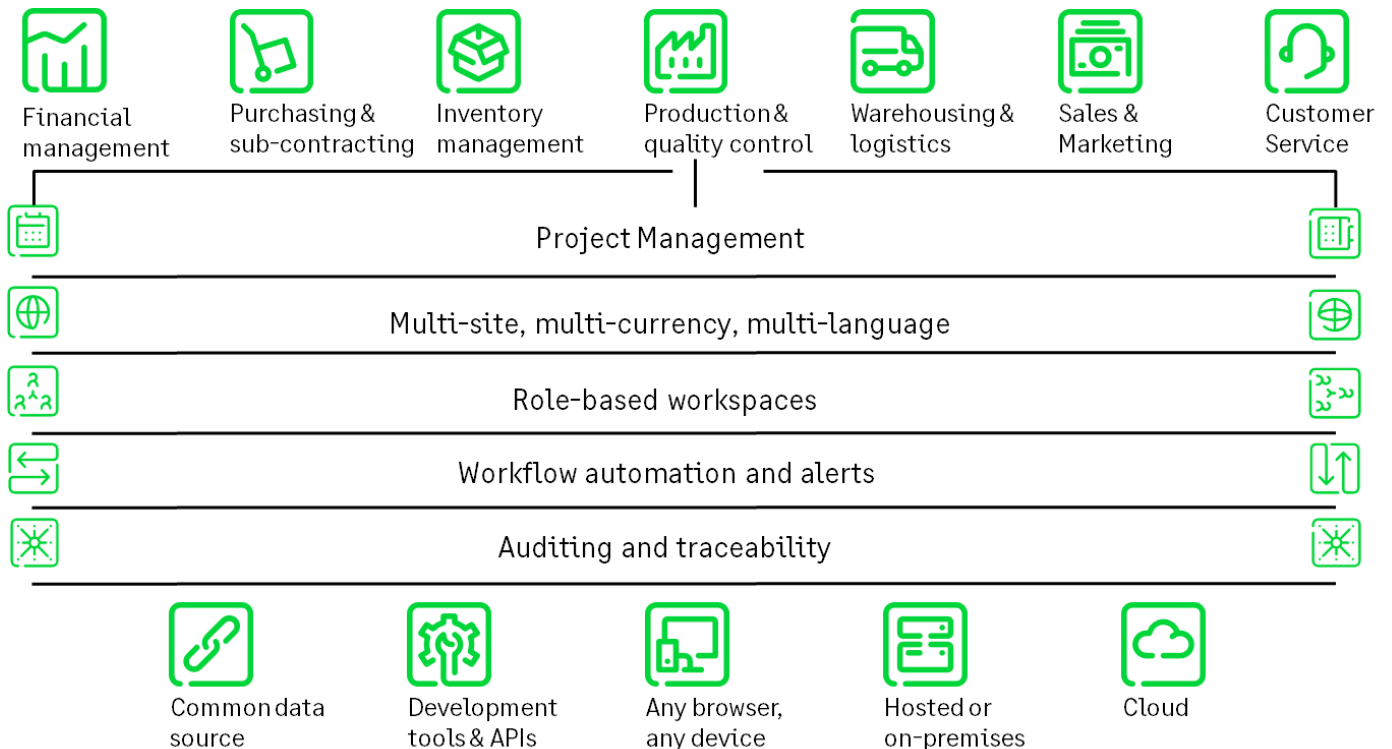 Financial
management
Purchasing &
sub-contracting
Inventory
management
Production &
quality control
Warehousing &
logistics
Sales &
Marketing
Customer
Service
Project Management
Multi-site, multi-currency, multi-language
Role-based workspaces
Workflow automation and alerts
Auditing and traceability
Common data
source
Development
tools & APIs
Any browser,
any device
Hosted or
on-premises
Cloud